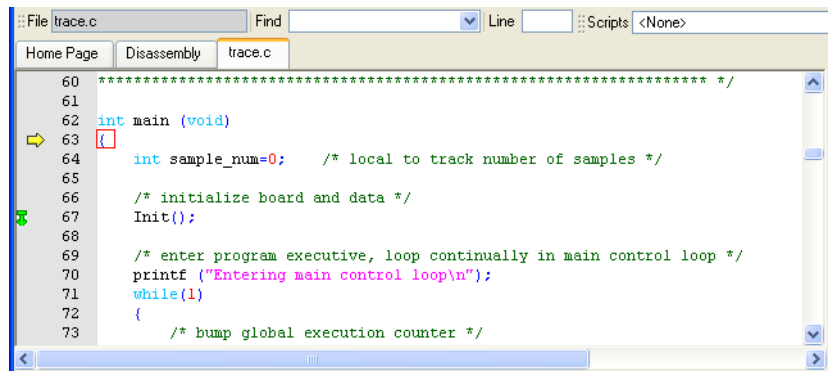 File trace.c Find Line Scripts <None>
Home Page Disassembly trace.c
60 ******************************************************************** */
61
62 int main (void)
63 {
64 int sample_num=0; /* local to track number of samples */
65
66 /* initialize board and data */
67 Init();
68
69 /* enter program executive, loop continually in main control loop */
70 printf ("Entering main control loop\n");
71 while(1)
72 {
73 /* bump global execution counter */